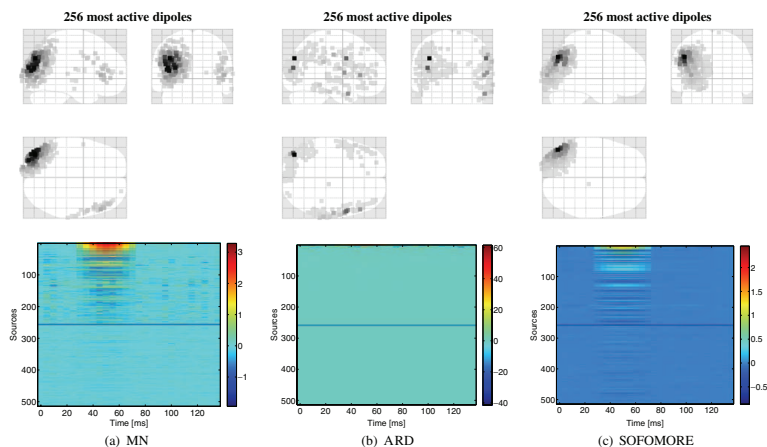 256 most active dipoles
256 most active dipoles
256 most active dipoles
3
2
1
0
−1
100
200
300
400
500
Sources
0 20 40 60 80 100 120
Time [ms]
60
40
20
0
−20
−40
100
200
300
400
500
Sources
0 20 40 60 80 100 120
Time [ms]
2
1.5
1
0.5
0
−0.5
100
200
300
400
500
Sources
0 20 40 60 80 100 120
Time [ms]
(a) MN
(b) ARD
(c) SOFOMORE